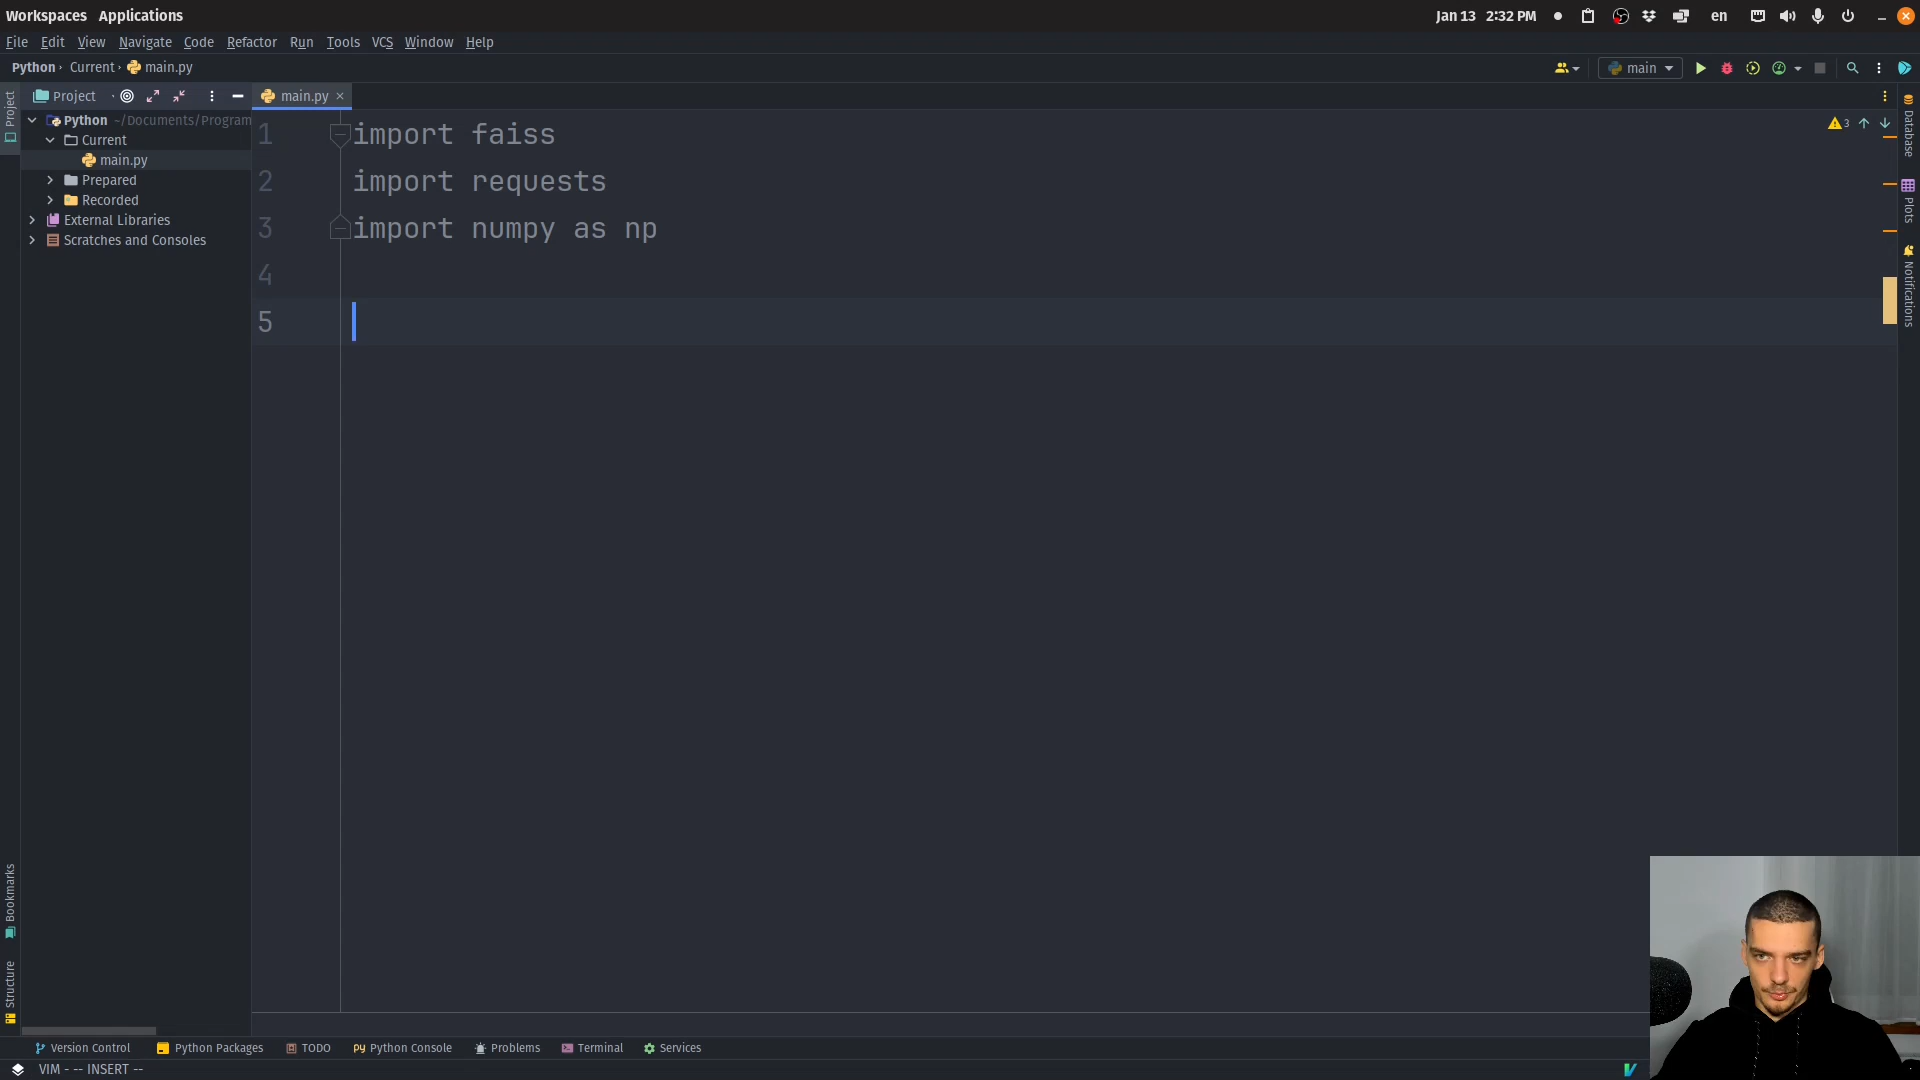 Workspaces Applications
Jan 13 2:32 PM
en
File Edit View Navigate Code Refactor Run Tools VCS Window Help
Python › Current › main.py
main
Project
main.py
Project
Python ~/Documents/Program
Current
main.py
Prepared
Recorded
External Libraries
Scratches and Consoles
1 import faiss
2 import requests
3 import numpy as np
4
5
3
Database
Plots
Notifications
Bookmarks
Structure
Version Control Python Packages TODO Python Console Problems Terminal Services
VIM - -- INSERT --